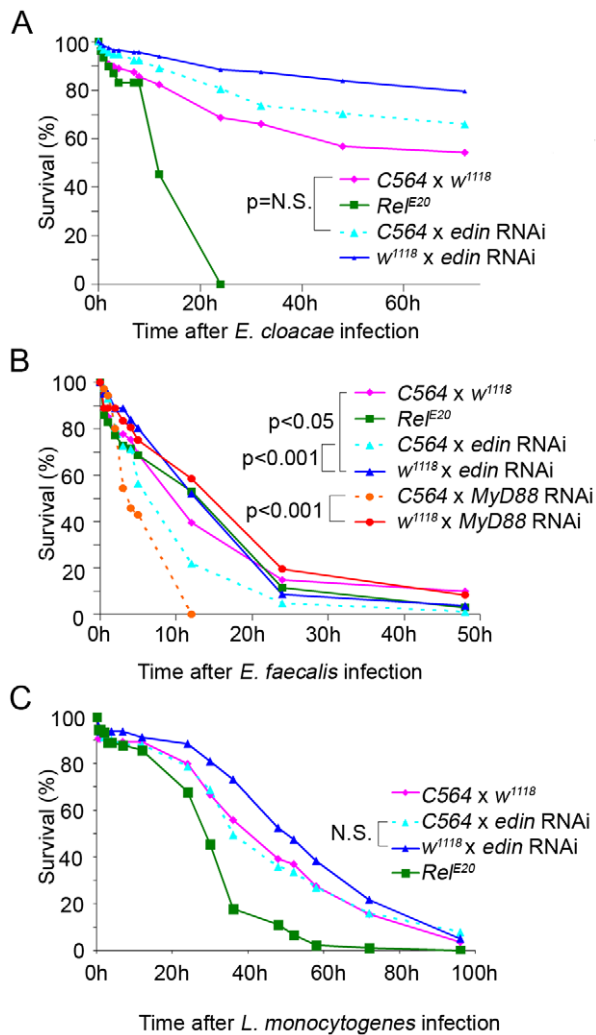 A
Survival (%)
100
80
60
40
20
0
p=N.S.
C564 x w¹¹¹⁸
Relᴱ²⁰
C564 x edin RNAi
w¹¹¹⁸ x edin RNAi
0h 20h 40h 60h
Time after E. cloacae infection
B
Survival (%)
100
80
60
40
20
0
p<0.05
p<0.001
p<0.001
C564 x w¹¹¹⁸
Relᴱ²⁰
C564 x edin RNAi
w¹¹¹⁸ x edin RNAi
C564 x MyD88 RNAi
w¹¹¹⁸ x MyD88 RNAi
0h 10h 20h 30h 40h 50h
Time after E. faecalis infection
C
Survival (%)
100
80
60
40
20
0
N.S.
C564 x w¹¹¹⁸
C564 x edin RNAi
w¹¹¹⁸ x edin RNAi
Relᴱ²⁰
0h 20h 40h 60h 80h 100h
Time after L. monocytogenes infection